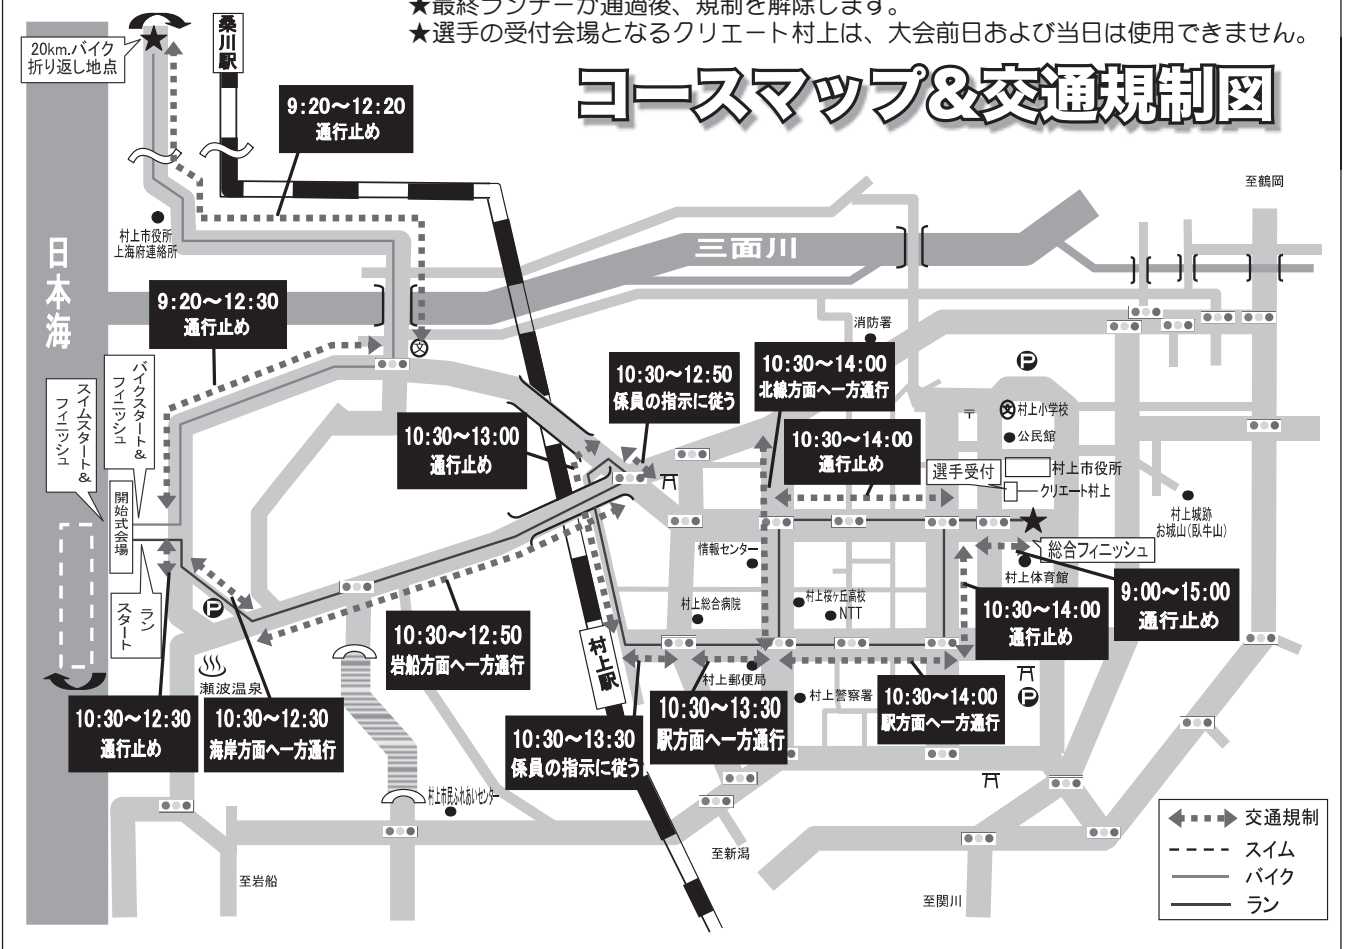 ★最終ランナーが通過後、規制を解除します。
★選手の受付会場となるクリエート村上は、大会前日および当日は使用できません。
コースマップ&交通規制図
20km.バイク
折り返し地点
桑川駅
9:20〜12:20
通行止め
至鶴岡
村上市役所
上海府連絡所
三面川
日本海
9:20〜12:30
通行止め
消防署
文
バイクスタート&
フィニッシュ
スイムスタート&
フィニッシュ
10:30〜12:50
係員の指示に従う
10:30〜14:00
北線方面へ一方通行
P
10:30〜13:00
通行止め
10:30〜14:00
通行止め
〒
文村上小学校
公民館
選手受付
村上市役所
クリエート村上
開始式会場
村上城跡
お城山(臥牛山)
情報センター
総合フィニッシュ
村上体育館
9:00〜15:00
通行止め
ラン
スタート
P
村上総合病院
村上桜ヶ丘高校
NTT
10:30〜14:00
通行止め
10:30〜12:50
岩船方面へ一方通行
村上駅
瀬波温泉
村上郵便局
村上警察署
P
10:30〜12:30
通行止め
10:30〜12:30
海岸方面へ一方通行
10:30〜13:30
係員の指示に従う
10:30〜13:30
駅方面へ一方通行
10:30〜14:00
駅方面へ一方通行
村上市民ふれあいセンター
至岩船
至新潟
至関川
交通規制
スイム
バイク
ラン